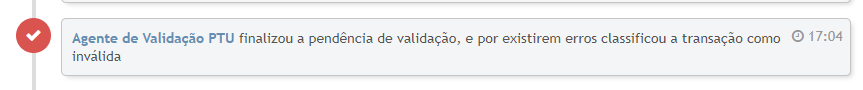 Agente de Validação PTU finalizou a pendência de validação, e por existirem erros classificou a transação como 17:04
inválida